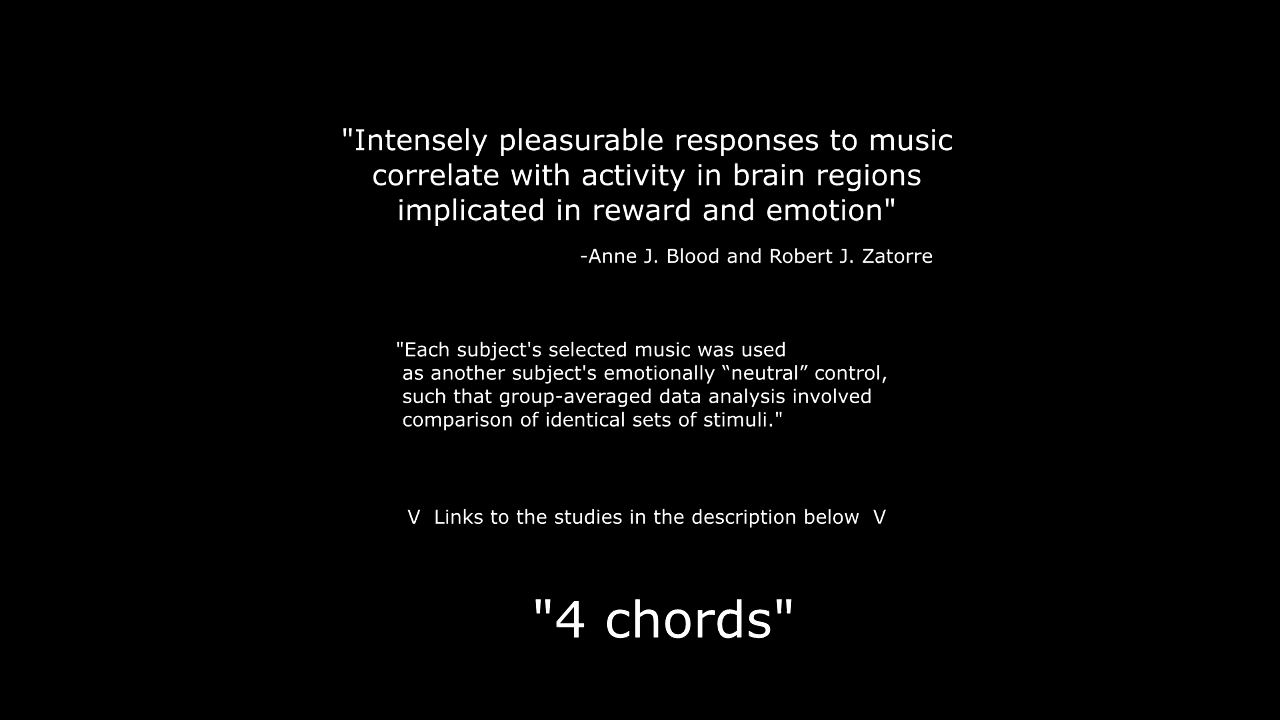 "Intensely pleasurable responses to music
correlate with activity in brain regions
implicated in reward and emotion"
-Anne J. Blood and Robert J. Zatorre
"Each subject's selected music was used
as another subject's emotionally “neutral” control,
such that group-averaged data analysis involved
comparison of identical sets of stimuli."
V  Links to the studies in the description below  V
"4 chords"